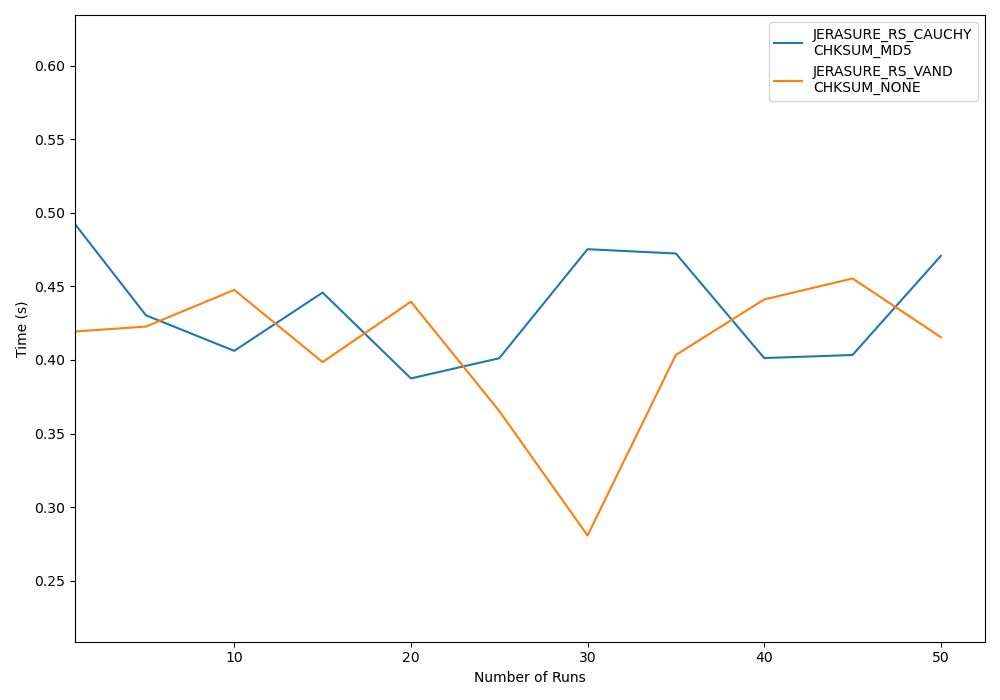 JERASURE_RS_CAUCHY
CHKSUM_MD5
JERASURE_RS_VAND
CHKSUM_NONE
0.60
0.55
0.50
0.45
0.40
0.35
0.30
0.25
Time (s)
10 20 30 40 50
Number of Runs